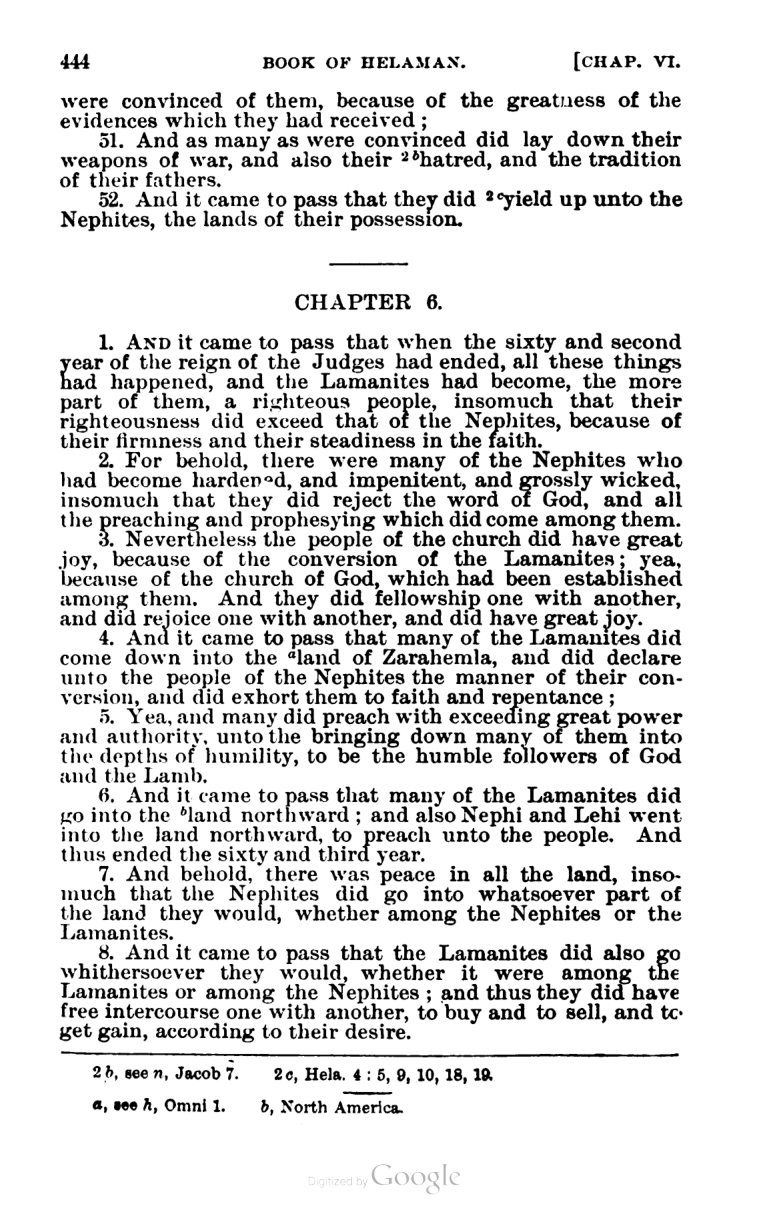 444 BOOK OF HELAMAN. [CHAP. VI.
were convinced of them, because of the greatness of the
evidences which they had received ;
51. And as many as were convinced did lay down their
weapons of war, and also their 2bhatred, and the tradition
of their fathers.
52. And it came to pass that they did 2cyield up unto the
Nephites, the lands of their possession.
CHAPTER 6.
1. AND it came to pass that when the sixty and second
year of the reign of the Judges had ended, all these things
had happened, and the Lamanites had become, the more
part of them, a righteous people, insomuch that their
righteousness did exceed that of the Nephites, because of
their firmness and their steadiness in the faith.
2. For behold, there were many of the Nephites who
had become hardened, and impenitent, and grossly wicked,
insomuch that they did reject the word of God, and all
the preaching and prophesying which did come among them.
3. Nevertheless the people of the church did have great
joy, because of the conversion of the Lamanites; yea,
because of the church of God, which had been established
among them. And they did fellowship one with another,
and did rejoice one with another, and did have great joy.
4. And it came to pass that many of the Lamanites did
come down into the aland of Zarahemla, and did declare
unto the people of the Nephites the manner of their con-
version, and did exhort them to faith and repentance ;
5. Yea, and many did preach with exceeding great power
and authority, unto the bringing down many of them into
the depths of humility, to be the humble followers of God
and the Lamb.
6. And it came to pass that many of the Lamanites did
go into the bland northward ; and also Nephi and Lehi went
into the land northward, to preach unto the people. And
thus ended the sixty and third year.
7. And behold, there was peace in all the land, inso-
much that the Nephites did go into whatsoever part of
the land they would, whether among the Nephites or the
Lamanites.
8. And it came to pass that the Lamanites did also go
whithersoever they would, whether it were among the
Lamanites or among the Nephites ; and thus they did have
free intercourse one with another, to buy and to sell, and to
get gain, according to their desire.
2b, see n, Jacob 7. 2c, Hela. 4 : 5, 9, 10, 18, 19.
a, see h, Omni 1. b, North America.
Digitized by Google